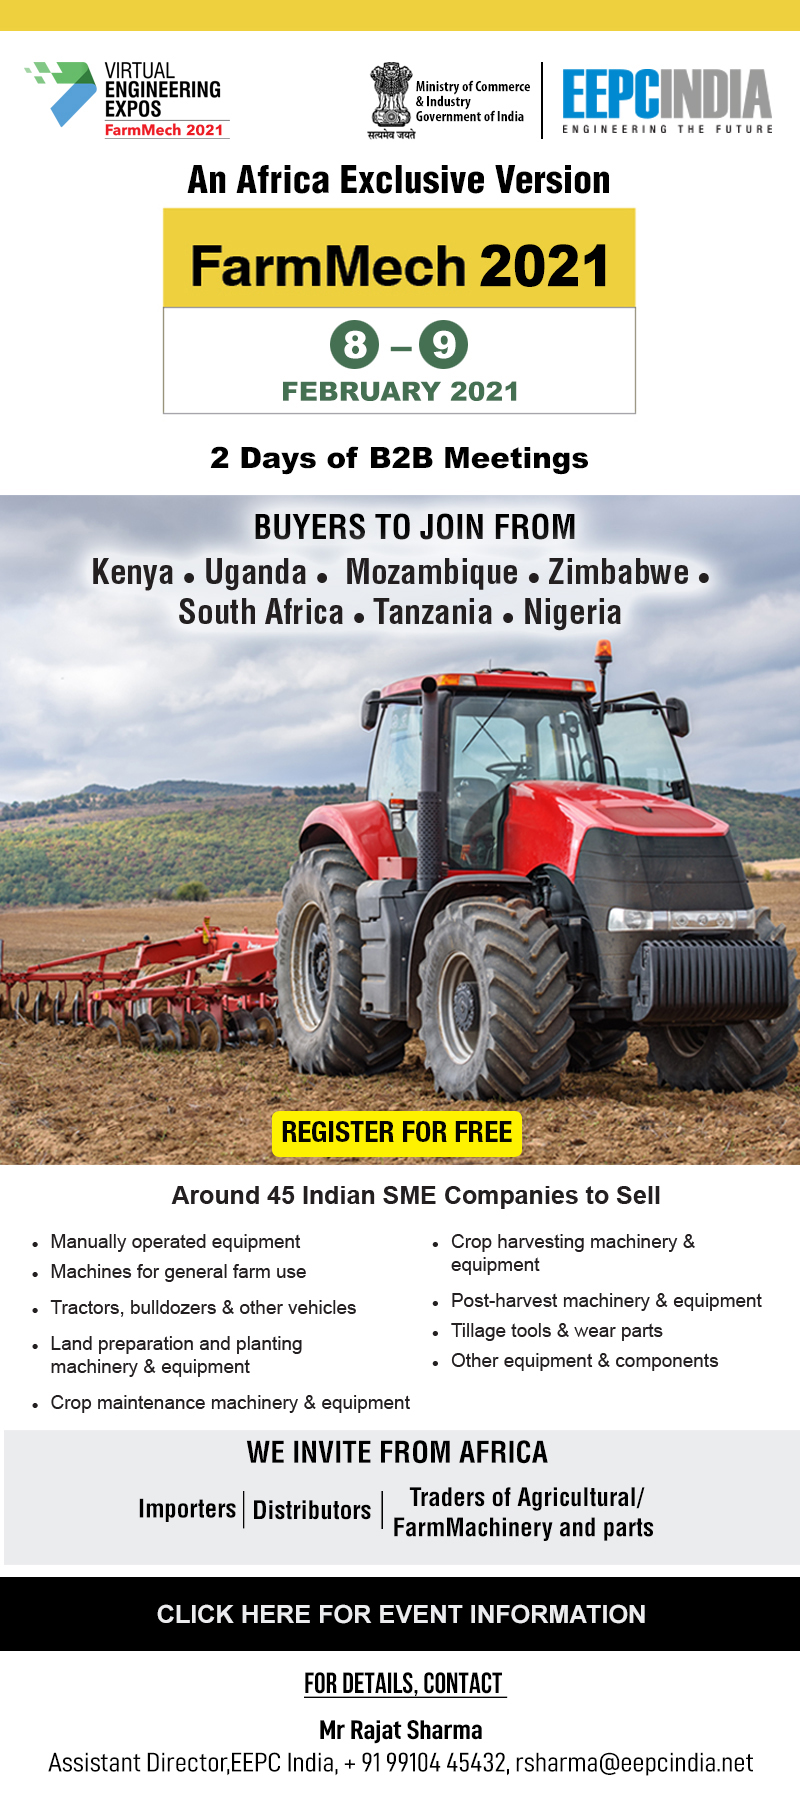 VIRTUAL
ENGINEERING
EXPOS
FarmMech 2021
सत्यमेव जयते
Ministry of Commerce
& Industry
Government of India
EEPCINDIA
ENGINEERING THE FUTURE
An Africa Exclusive Version
FarmMech 2021
8 – 9
FEBRUARY 2021
2 Days of B2B Meetings
BUYERS TO JOIN FROM
Kenya • Uganda • Mozambique • Zimbabwe •
South Africa • Tanzania • Nigeria
REGISTER FOR FREE
Around 45 Indian SME Companies to Sell
• Manually operated equipment
• Machines for general farm use
• Tractors, bulldozers & other vehicles
• Land preparation and planting
machinery & equipment
• Crop maintenance machinery & equipment
• Crop harvesting machinery &
equipment
• Post-harvest machinery & equipment
• Tillage tools & wear parts
• Other equipment & components
WE INVITE FROM AFRICA
Importers | Distributors | Traders of Agricultural/
FarmMachinery and parts
CLICK HERE FOR EVENT INFORMATION
FOR DETAILS, CONTACT
Mr Rajat Sharma
Assistant Director,EEPC India, + 91 99104 45432, rsharma@eepcindia.net